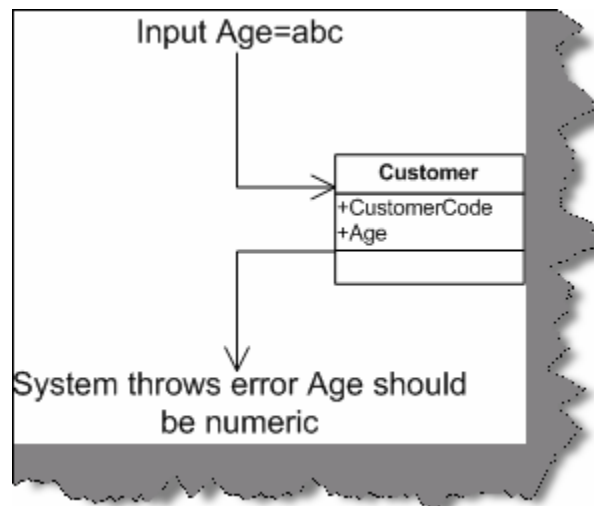 Input Age=abc
Customer
+CustomerCode
+Age
System throws error Age should
be numeric